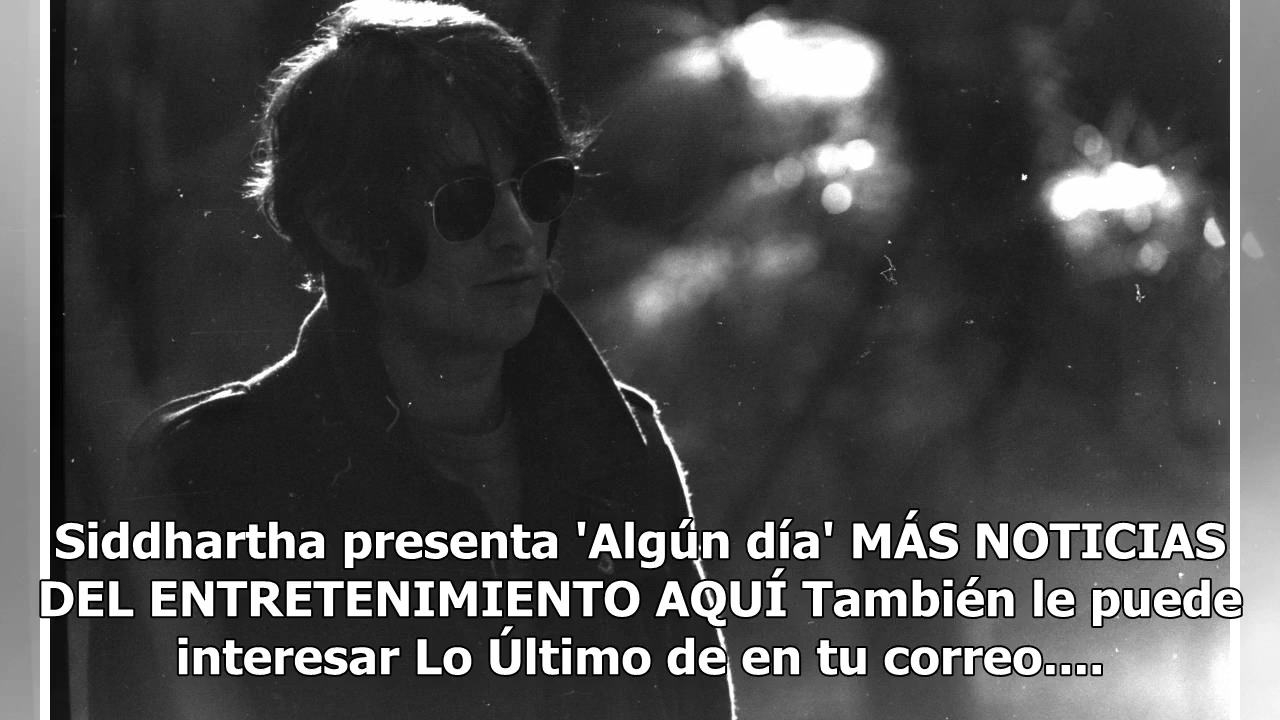 Siddhartha presenta 'Algún día' MÁS NOTICIAS
DEL ENTRETENIMIENTO AQUÍ También le puede
interesar Lo Último de en tu correo....